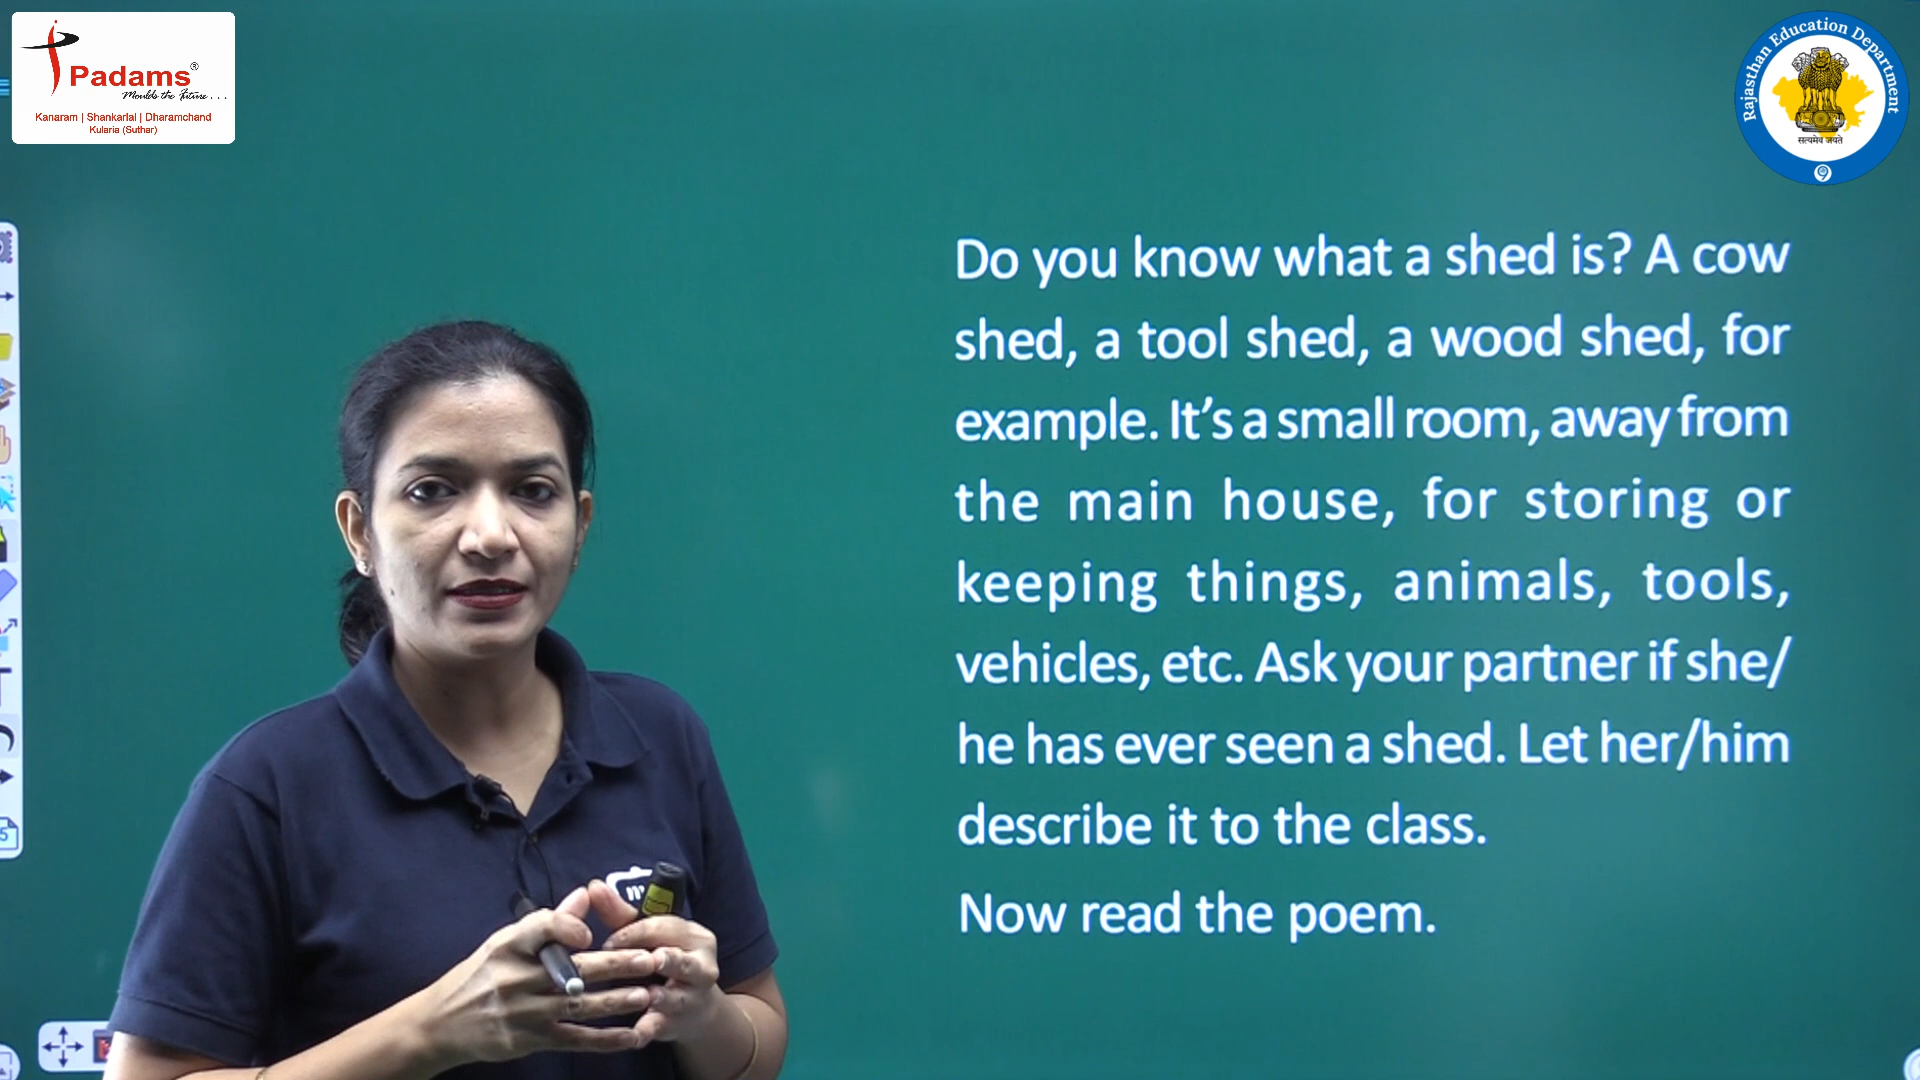 Padams®
Moulds the Future...
Kanaram | Shankarlal | Dharamchand
Kularia (Suthar)
Rajasthan Education Department
सत्यमेव जयते
Do you know what a shed is? A cow
shed, a tool shed, a wood shed, for
example. It’s a small room, away from
the main house, for storing or
keeping things, animals, tools,
vehicles, etc. Ask your partner if she/
he has ever seen a shed. Let her/him
describe it to the class.
Now read the poem.